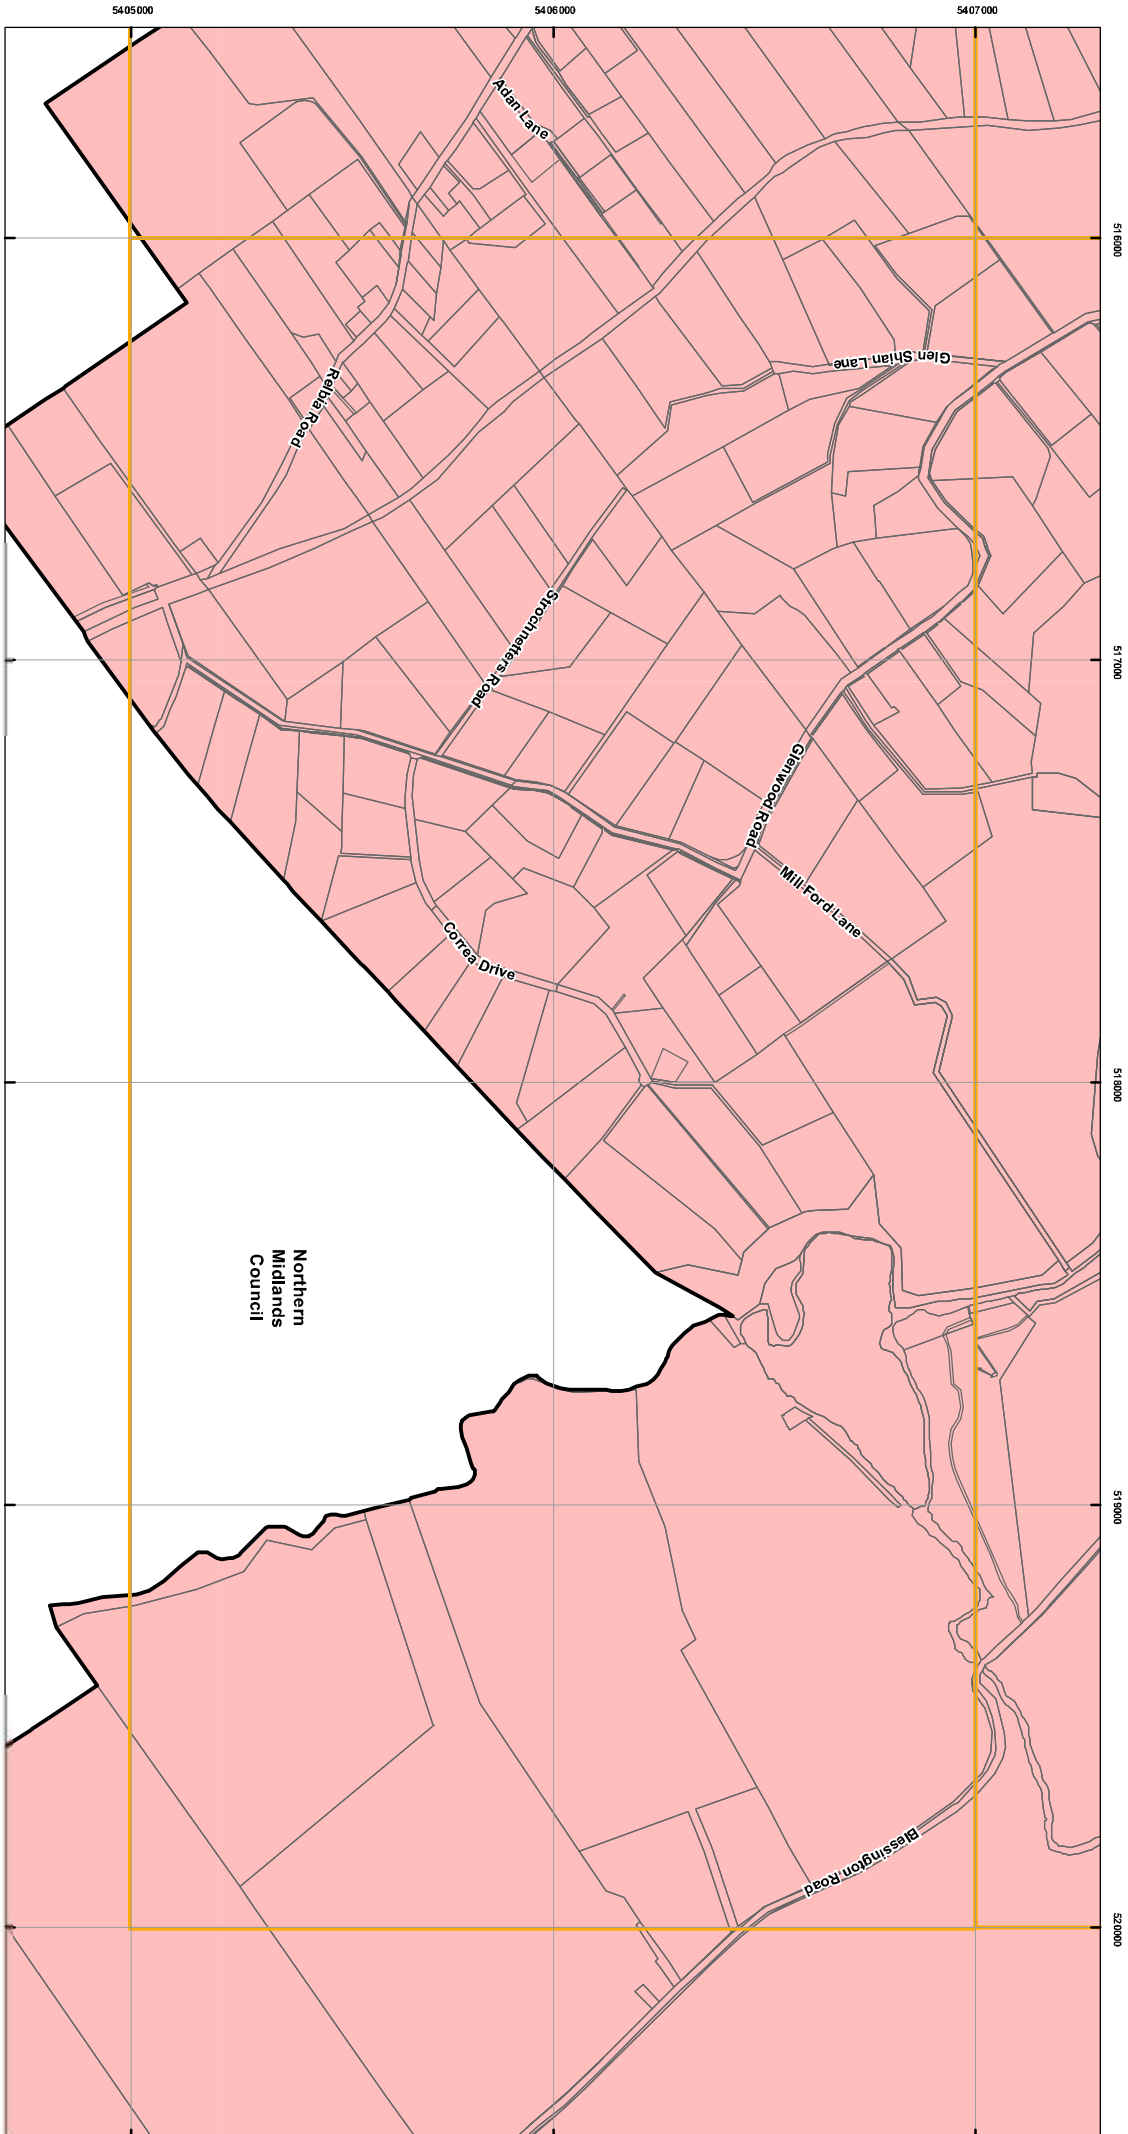 5405000
5406000
5407000
Adan Lane
516000
Glen Shian Lane
Relbia Road
Strochnetters Road
517000
Glenwood Road
Mill Ford Lane
Correa Drive
518000
Northern
Midlands
Council
519000
Blessington Road
520000